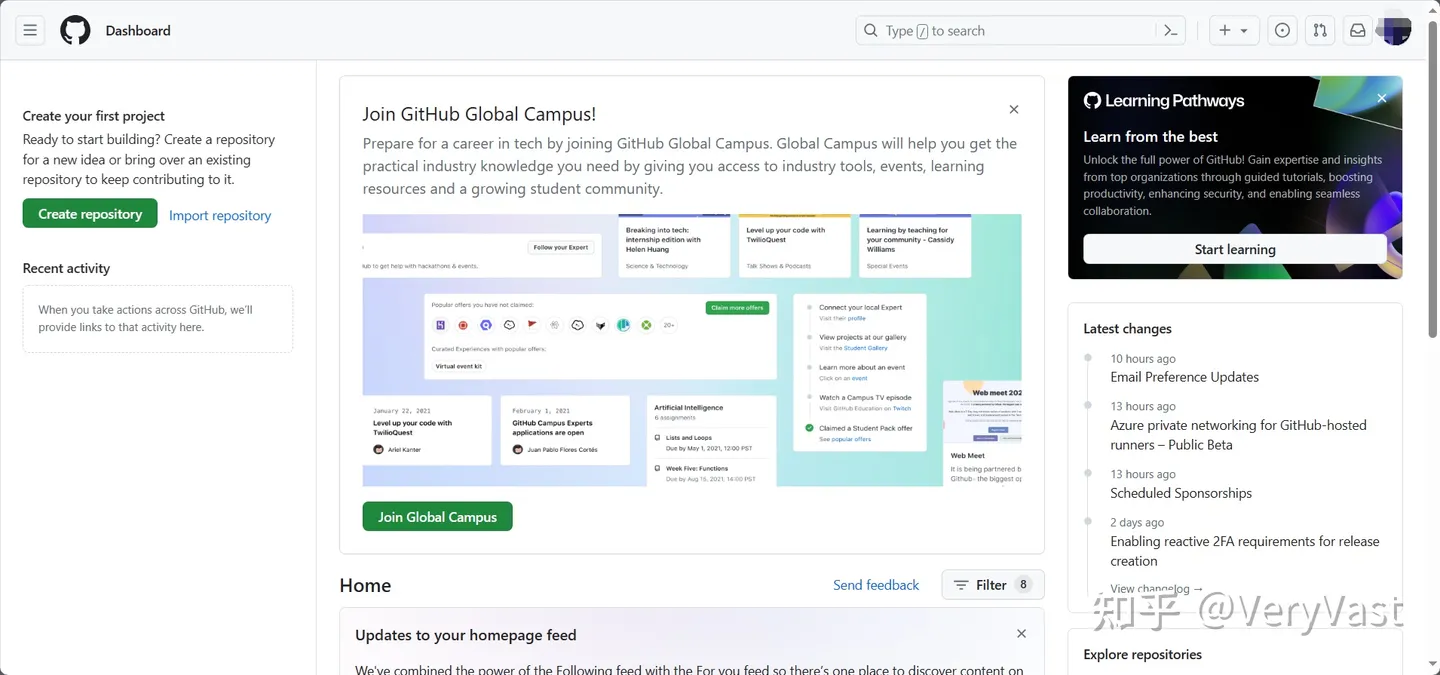 Dashboard
Type / to search
Create your first project
Ready to start building? Create a repository
for a new idea or bring over an existing
repository to keep contributing to it.
Create repository
Import repository
Recent activity
When you take actions across GitHub, we'll
provide links to that activity here.
Join GitHub Global Campus!
Prepare for a career in tech by joining GitHub Global Campus. Global Campus will help you get the
practical industry knowledge you need by giving you access to industry tools, events, learning
resources and a growing student community.
Follow your Expert
ub to get help with hackathons & events.
Breaking into tech:
internship edition with
Helen Huang
Science & Technology
Level up your code with
TwilioQuest
Talk Shows & Podcasts
Learning by teaching for
your community - Cassidy
Williams
Special Events
Popular offers you have not claimed:
Claim more offers
20+
Curated Experiences with popular offers:
Virtual event kit
Connect your local Expert
Visit their profile
View projects at our gallery
Visit the Student Gallery
Learn more about an event
Click on an event
Watch a Campus TV episode
Visit GitHub Education on Twitch
Claimed a Student Pack offer
See popular offers
January 22, 2021
Level up your code with
TwilioQuest
Ariel Kanter
February 1, 2021
GitHub Campus Experts
applications are open
Juan Pablo Flores Cortés
Artificial Intelligence
6 assignments
Lists and Loops
Due by May 1, 2021, 12:00 PST
Week Five: Functions
Due by Aug 15, 2021, 14:00 PST
Web meet 202
Web Meet
It is being partnered b
Github- the biggest op
Join Global Campus
Home
Send feedback
Filter 8
Updates to your homepage feed
We've combined the power of the Following feed with the For you feed so there's one place to discover content on
Learning Pathways
Learn from the best
Unlock the full power of GitHub! Gain expertise and insights
from top organizations through guided tutorials, boosting
productivity, enhancing security, and enabling seamless
collaboration.
Start learning
Latest changes
10 hours ago
Email Preference Updates
13 hours ago
Azure private networking for GitHub-hosted
runners – Public Beta
13 hours ago
Scheduled Sponsorships
2 days ago
Enabling reactive 2FA requirements for release
creation
View changelog →
知乎 @VeryVast
Explore repositories